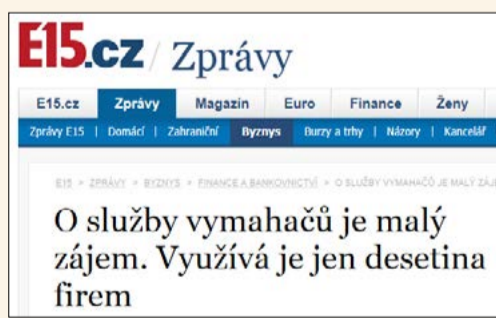 E15.cz / Zprávy
E15.cz Zprávy Magazín Euro Finance Ženy
Zprávy E15 | Domácí | Zahraniční Byznys Burzy a trhy | Názory | Kancelář
E15 » ZPRÁVY » BYZNYS » FINANCE A BANKOVNICTVÍ » O SLUŽBY VYMAHAČŮ JE MALÝ
O služby vymahačů je malý
zájem. Využívá je jen desetina
firem